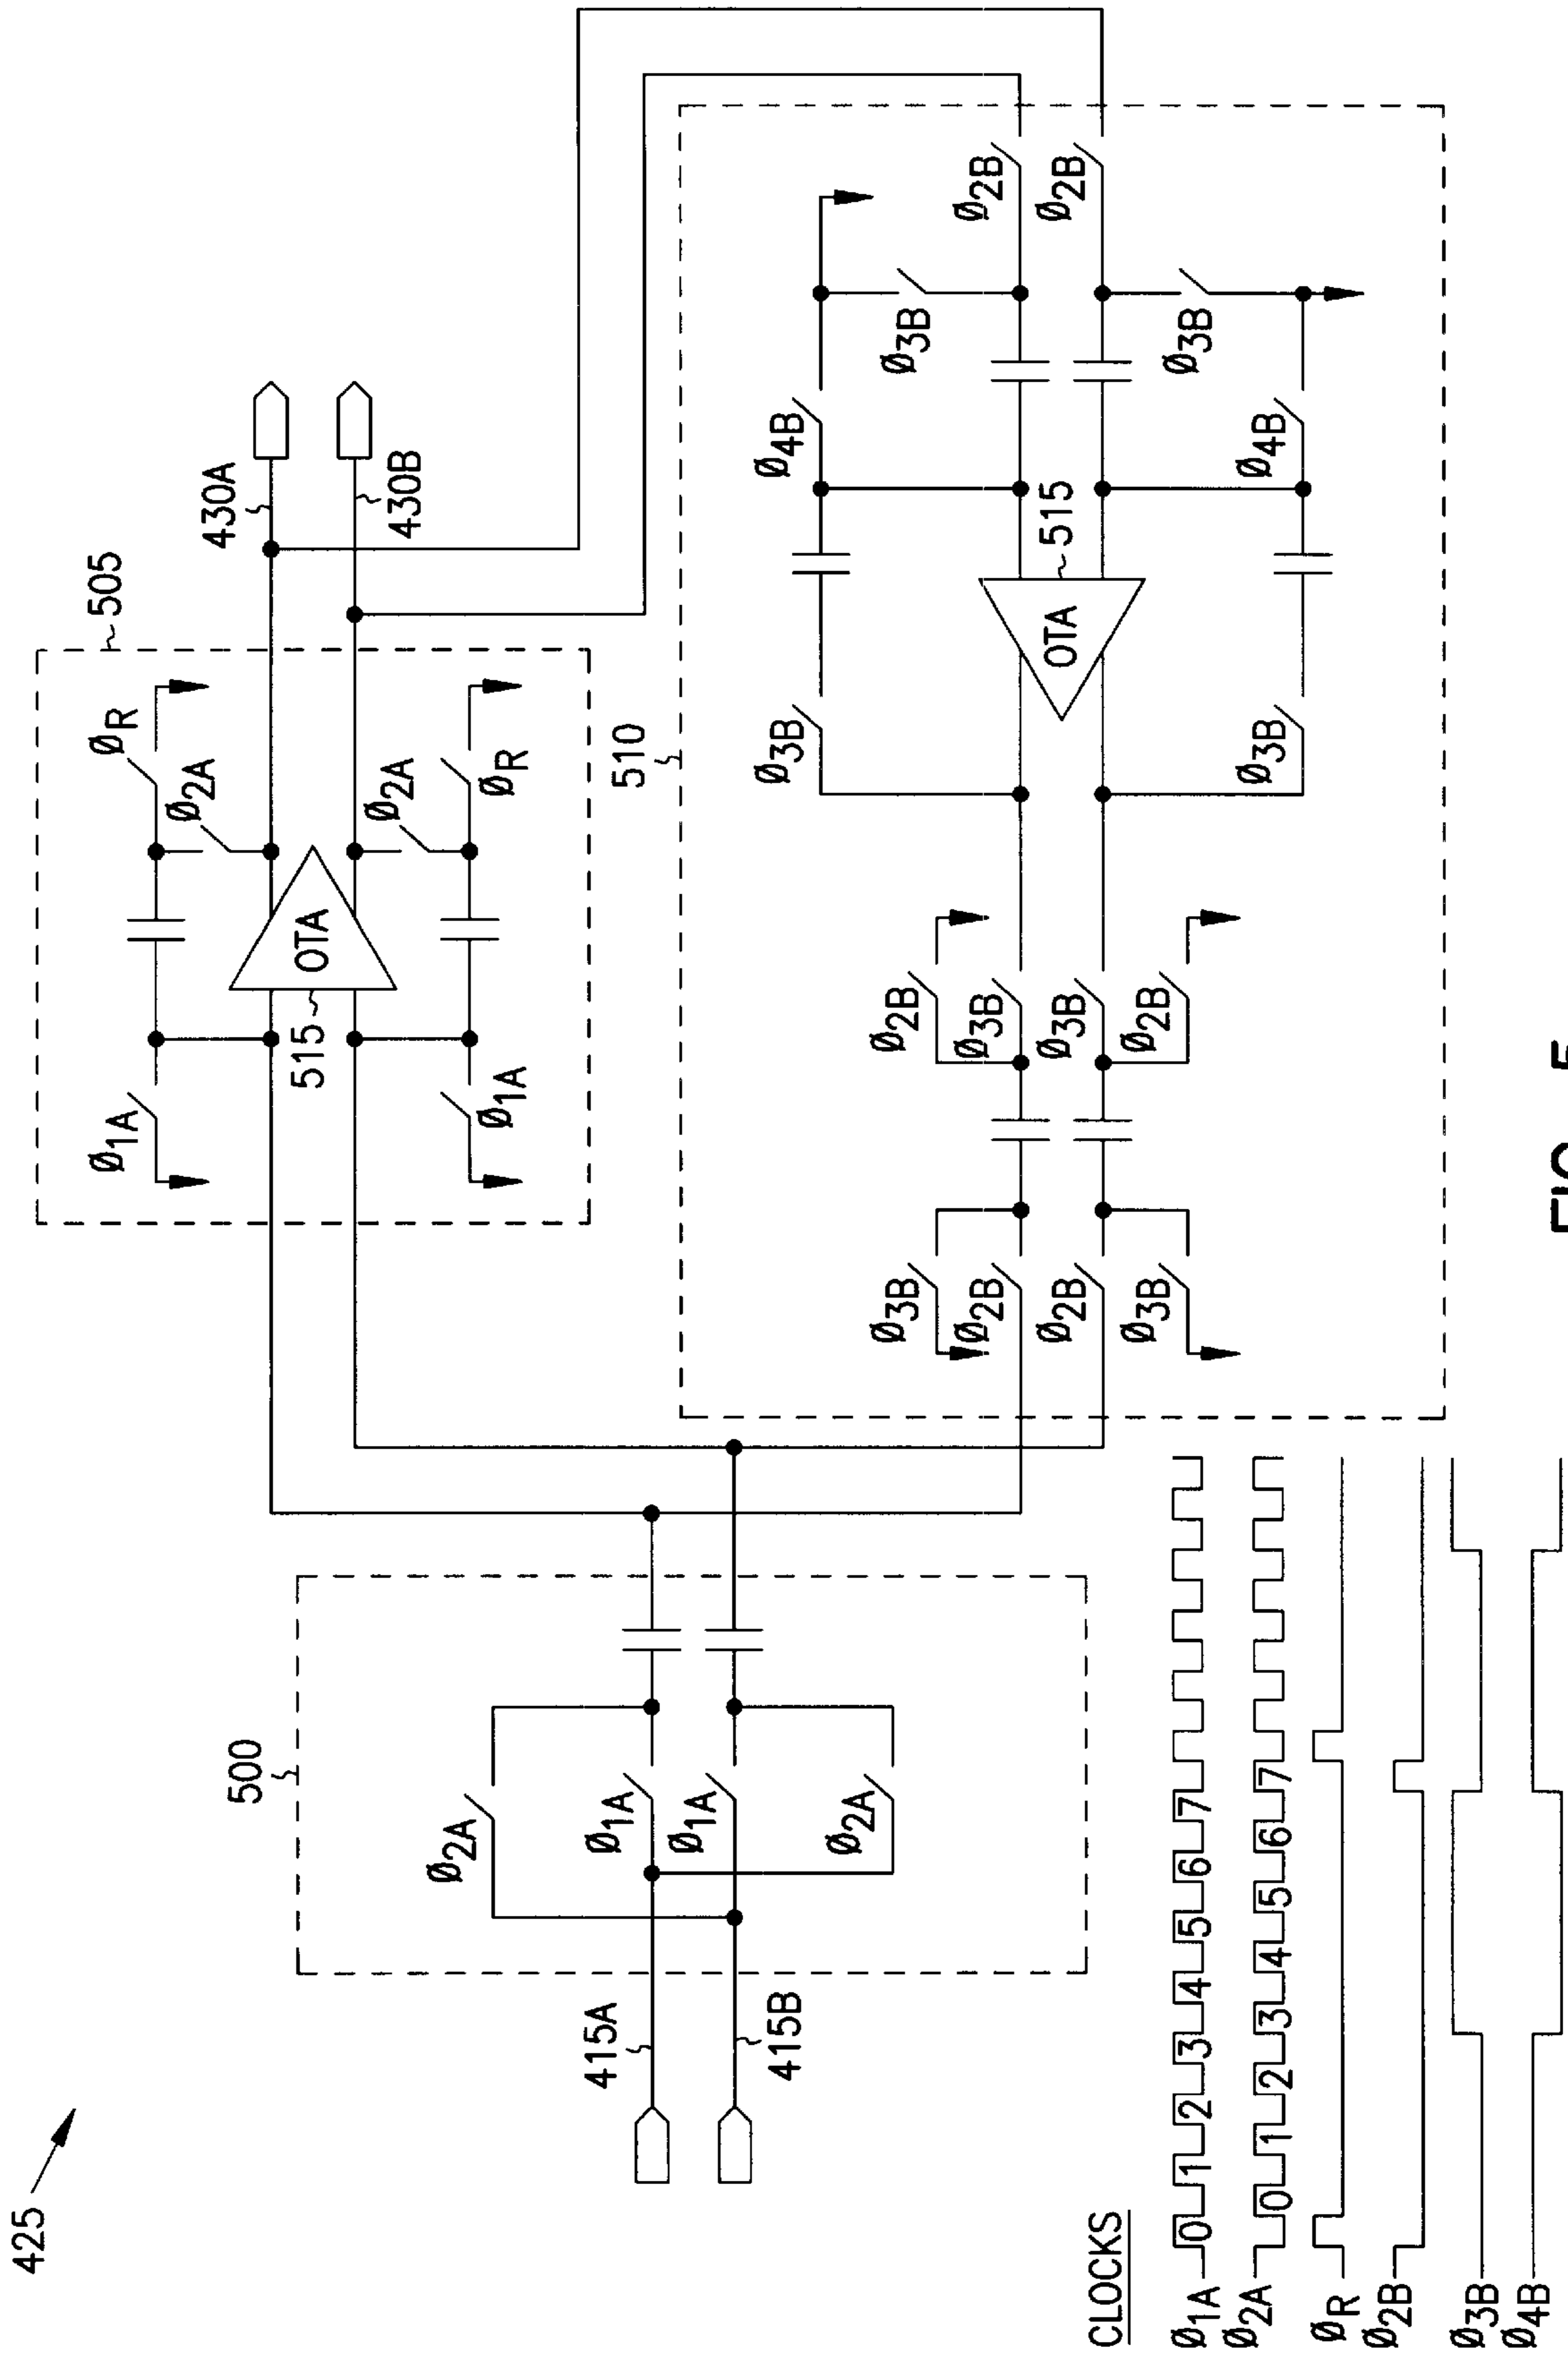 425
505
430A
430B
ØR
Ø2A
Ø1A
OTA
515
Ø2A
ØR
Ø1A
500
Ø2A
Ø1A
Ø1A
Ø2A
415A
415B
510
Ø4B
Ø3B
Ø2B
Ø2B
Ø3B
Ø3B
OTA
515
Ø4B
Ø3B
Ø2B
Ø3B
Ø3B
Ø2B
Ø3B
Ø2B
Ø2B
Ø3B
CLOCKS
Ø1A 0 1 2 3 4 5 6 7
Ø2A 0 1 2 3 4 5 6 7
ØR
Ø2B
Ø3B
Ø4B